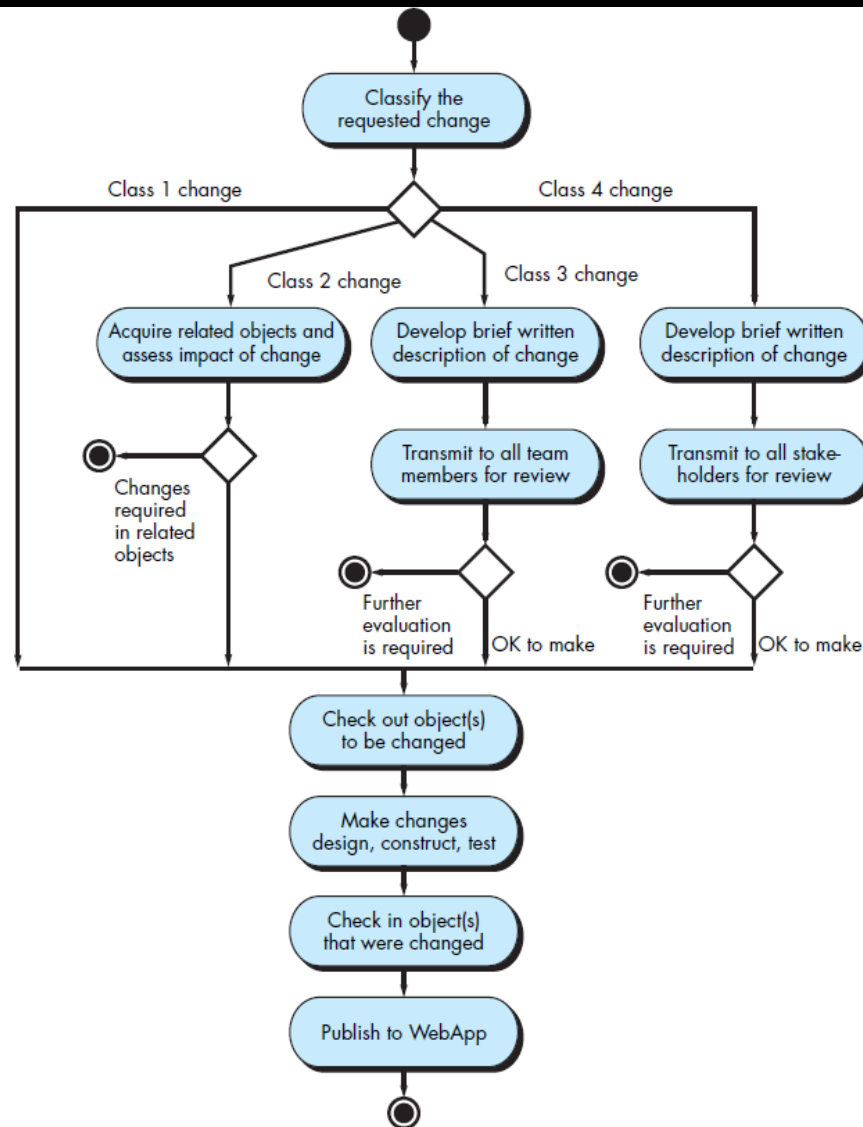 Classify the
requested change
Class 1 change
Class 4 change
Class 2 change
Class 3 change
Acquire related objects and
assess impact of change
Develop brief written
description of change
Develop brief written
description of change
Transmit to all team
members for review
Transmit to all stake-
holders for review
Changes
required
in related
objects
Further
evaluation
is required
OK to make
Further
evaluation
is required
OK to make
Check out object(s)
to be changed
Make changes
design, construct, test
Check in object(s)
that were changed
Publish to WebApp